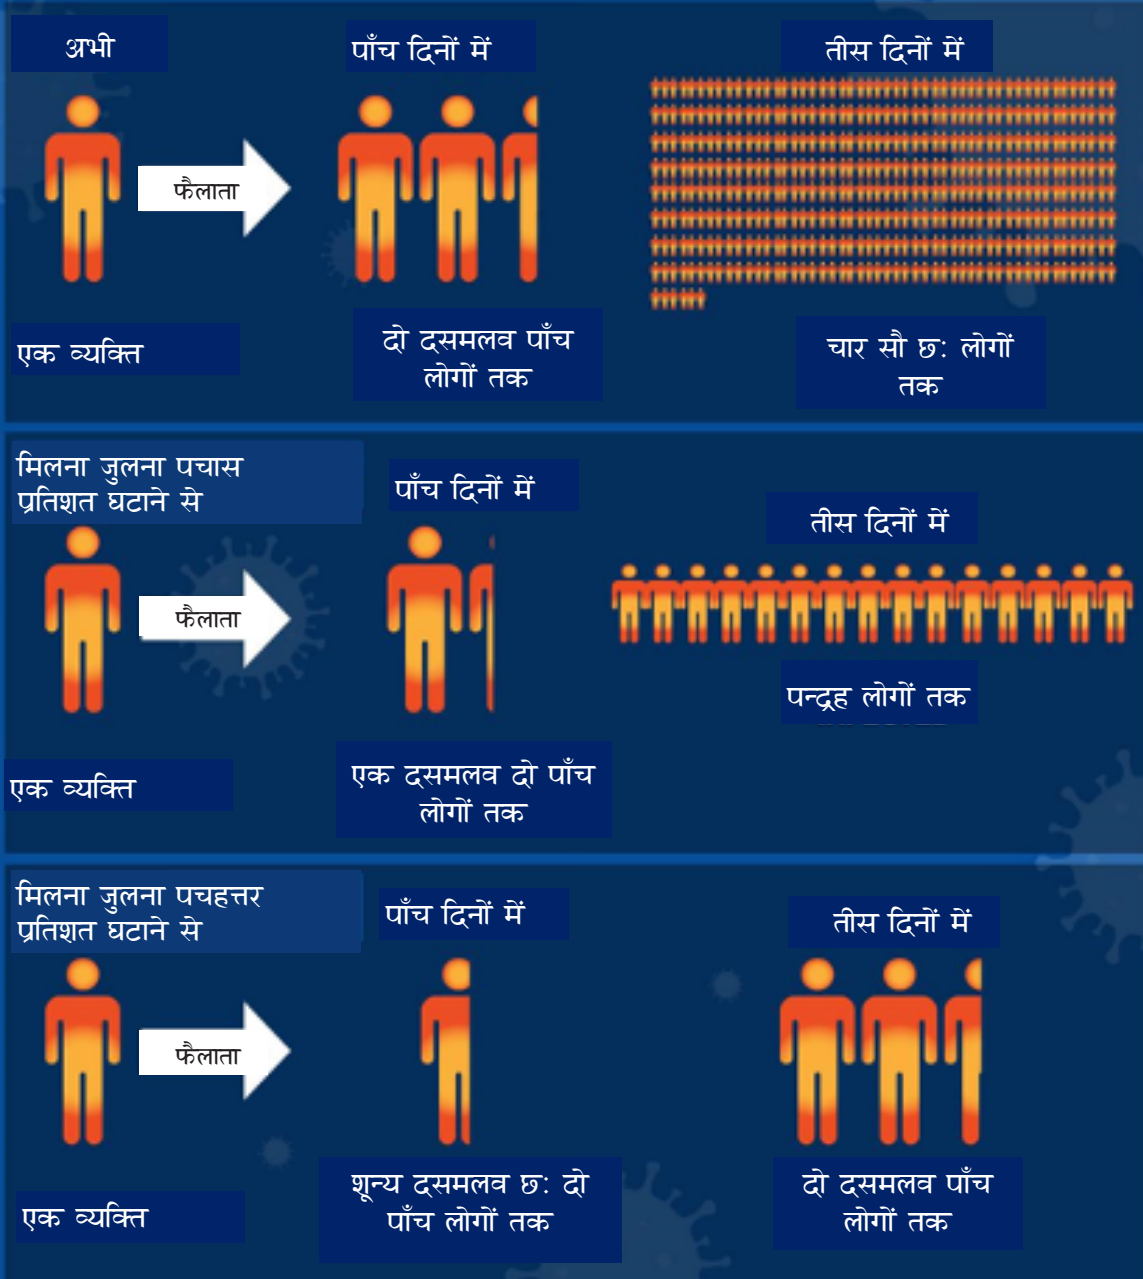 अभी
पाँच दिनों में
तीस दिनों में
फैलाता
एक व्यक्ति
दो दसमलव पाँच
लोगों तक
चार सौ छ: लोगों
तक
मिलना जुलना पचास
प्रतिशत घटाने से
पाँच दिनों में
तीस दिनों में
फैलाता
पन्द्रह लोगों तक
एक व्यक्ति
एक दसमलव दो पाँच
लोगों तक
मिलना जुलना पचहत्तर
प्रतिशत घटाने से
पाँच दिनों में
तीस दिनों में
फैलाता
एक व्यक्ति
शून्य दसमलव छ: दो
पाँच लोगों तक
दो दसमलव पाँच
लोगों तक